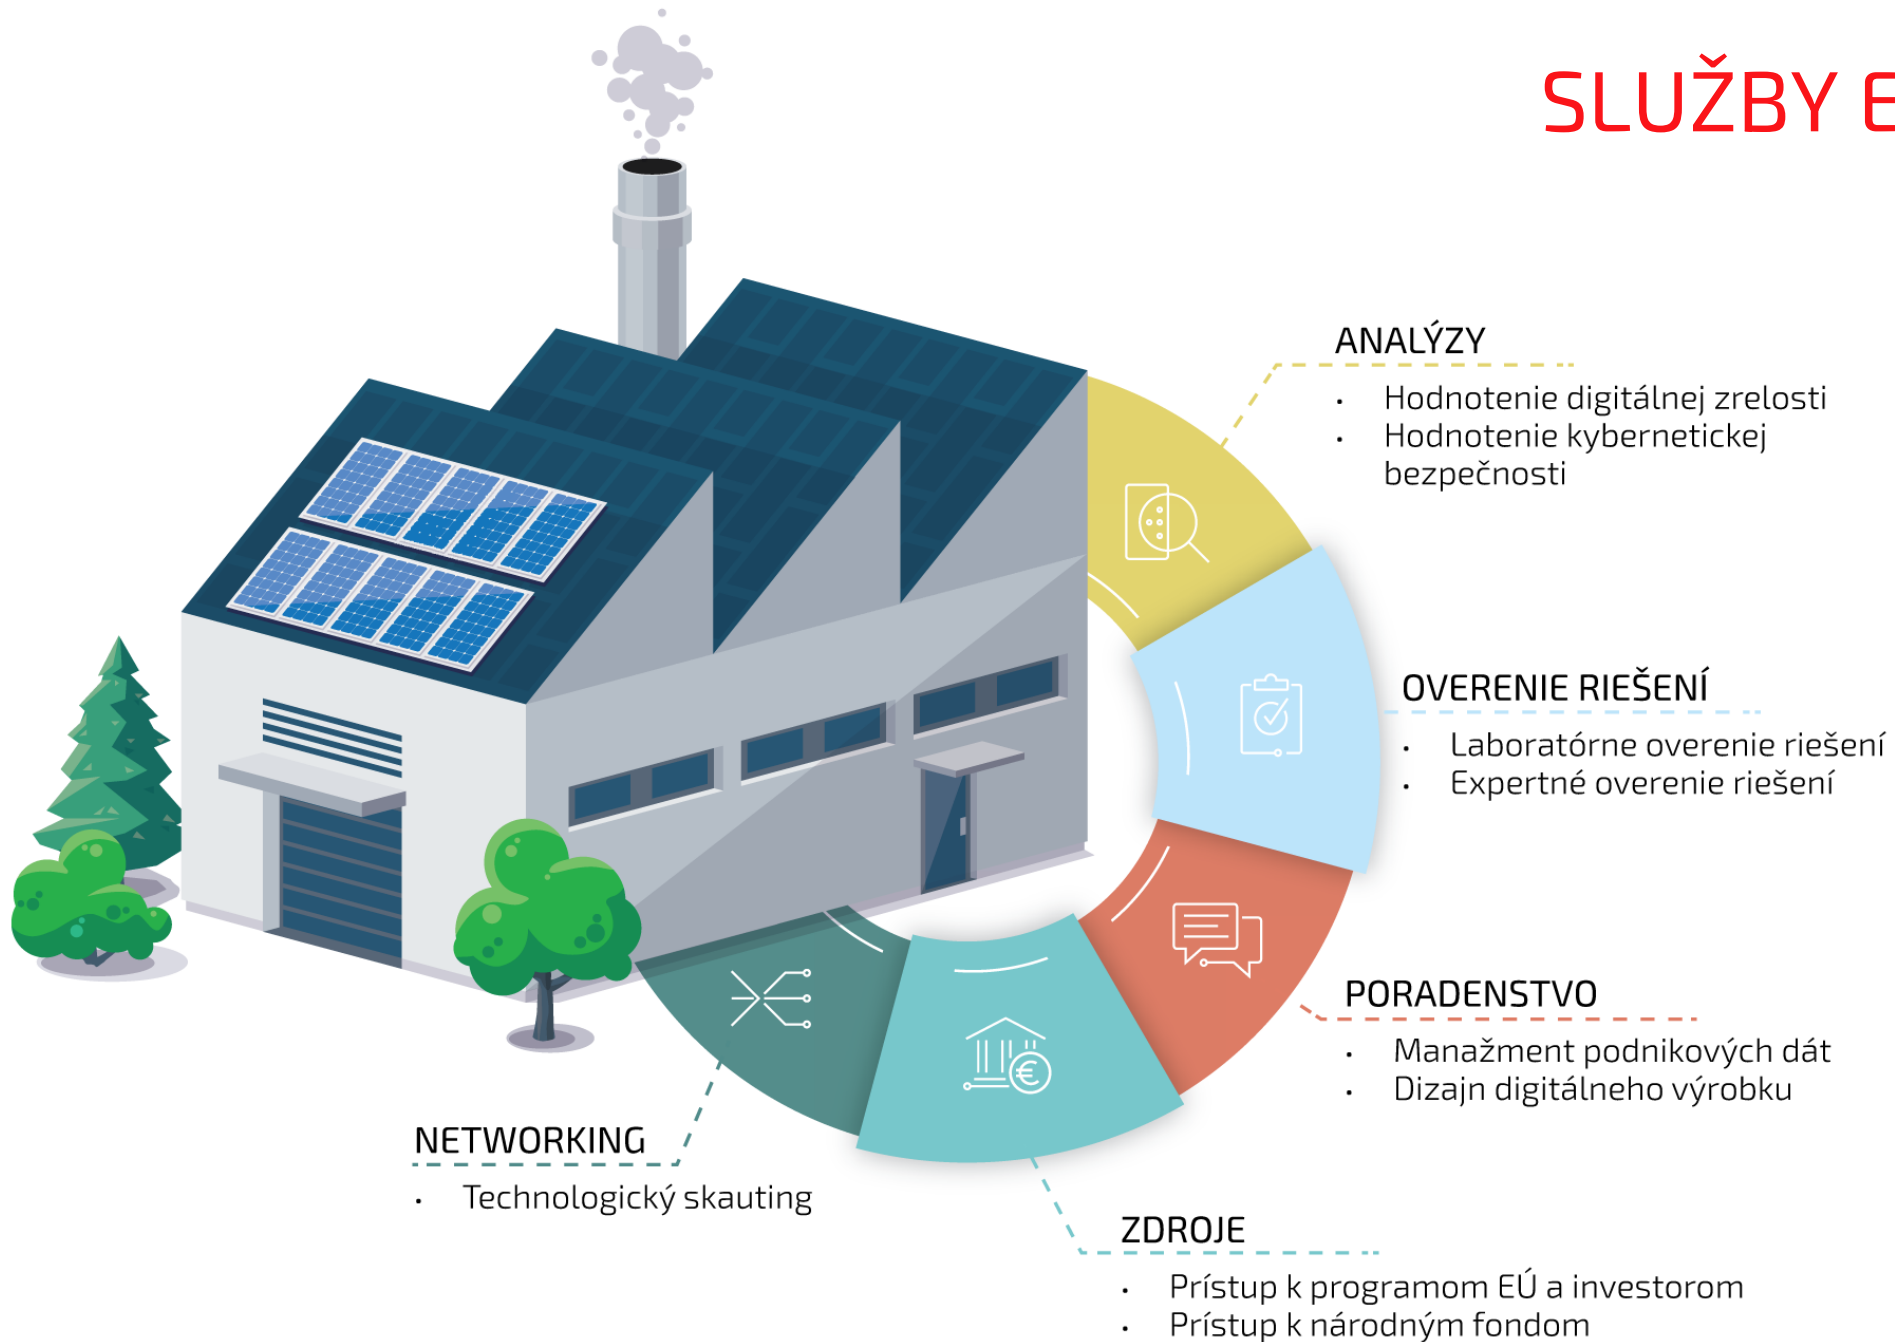 SLUŽBY E
ANALÝZY
• Hodnotenie digitálnej zrelosti
• Hodnotenie kybernetickej
bezpečnosti
OVERENIE RIEŠENÍ
• Laboratórne overenie riešení
• Expertné overenie riešení
PORADENSTVO
• Manažment podnikových dát
• Dizajn digitálneho výrobku
NETWORKING
• Technologický skauting
ZDROJE
• Prístup k programom EÚ a investorom
• Prístup k národným fondom